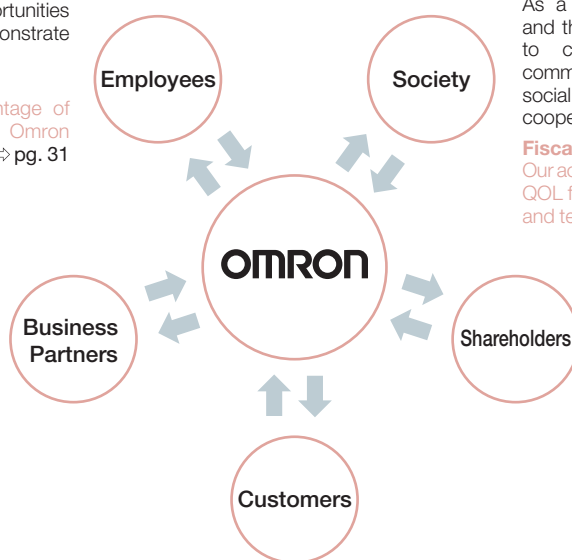 ortunities
onstrate
ntage of
Omron
⇨ pg. 31
Employees
Society
As a
and th
to c
comm
social
coope
Fisca
Our ac
QOL f
and te
OMRON
Business
Partners
Shareholders
Customers